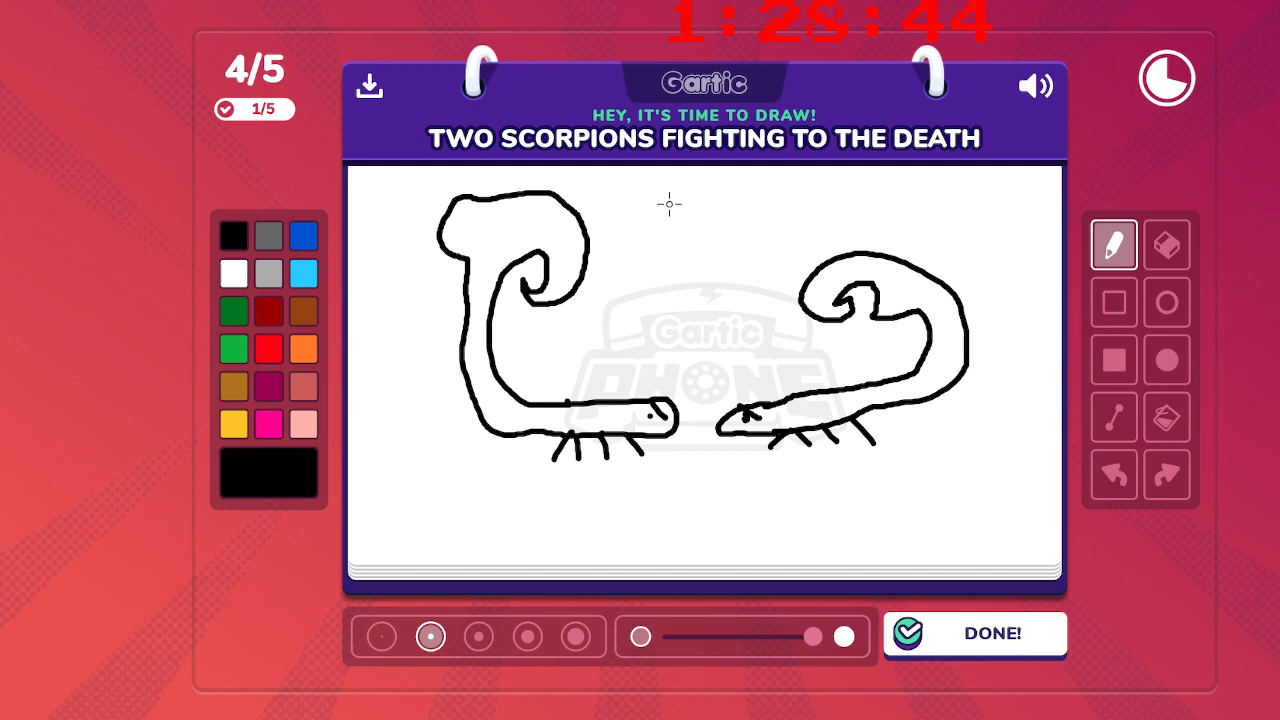 1:28:44
4/5
1/5
Gartic
HEY, IT'S TIME TO DRAW!
TWO SCORPIONS FIGHTING TO THE DEATH
Gartic
PHONE
DONE!